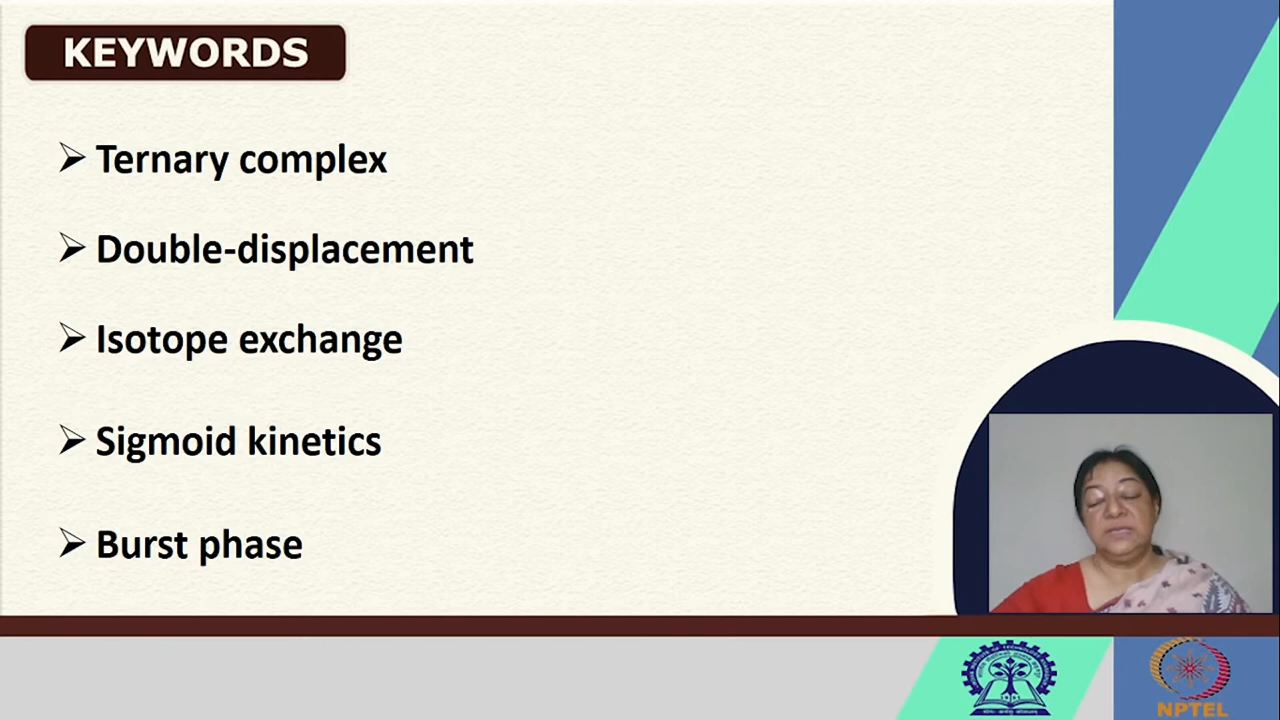 KEYWORDS
➢ Ternary complex
➢ Double-displacement
➢ Isotope exchange
➢ Sigmoid kinetics
➢ Burst phase
NPTEL